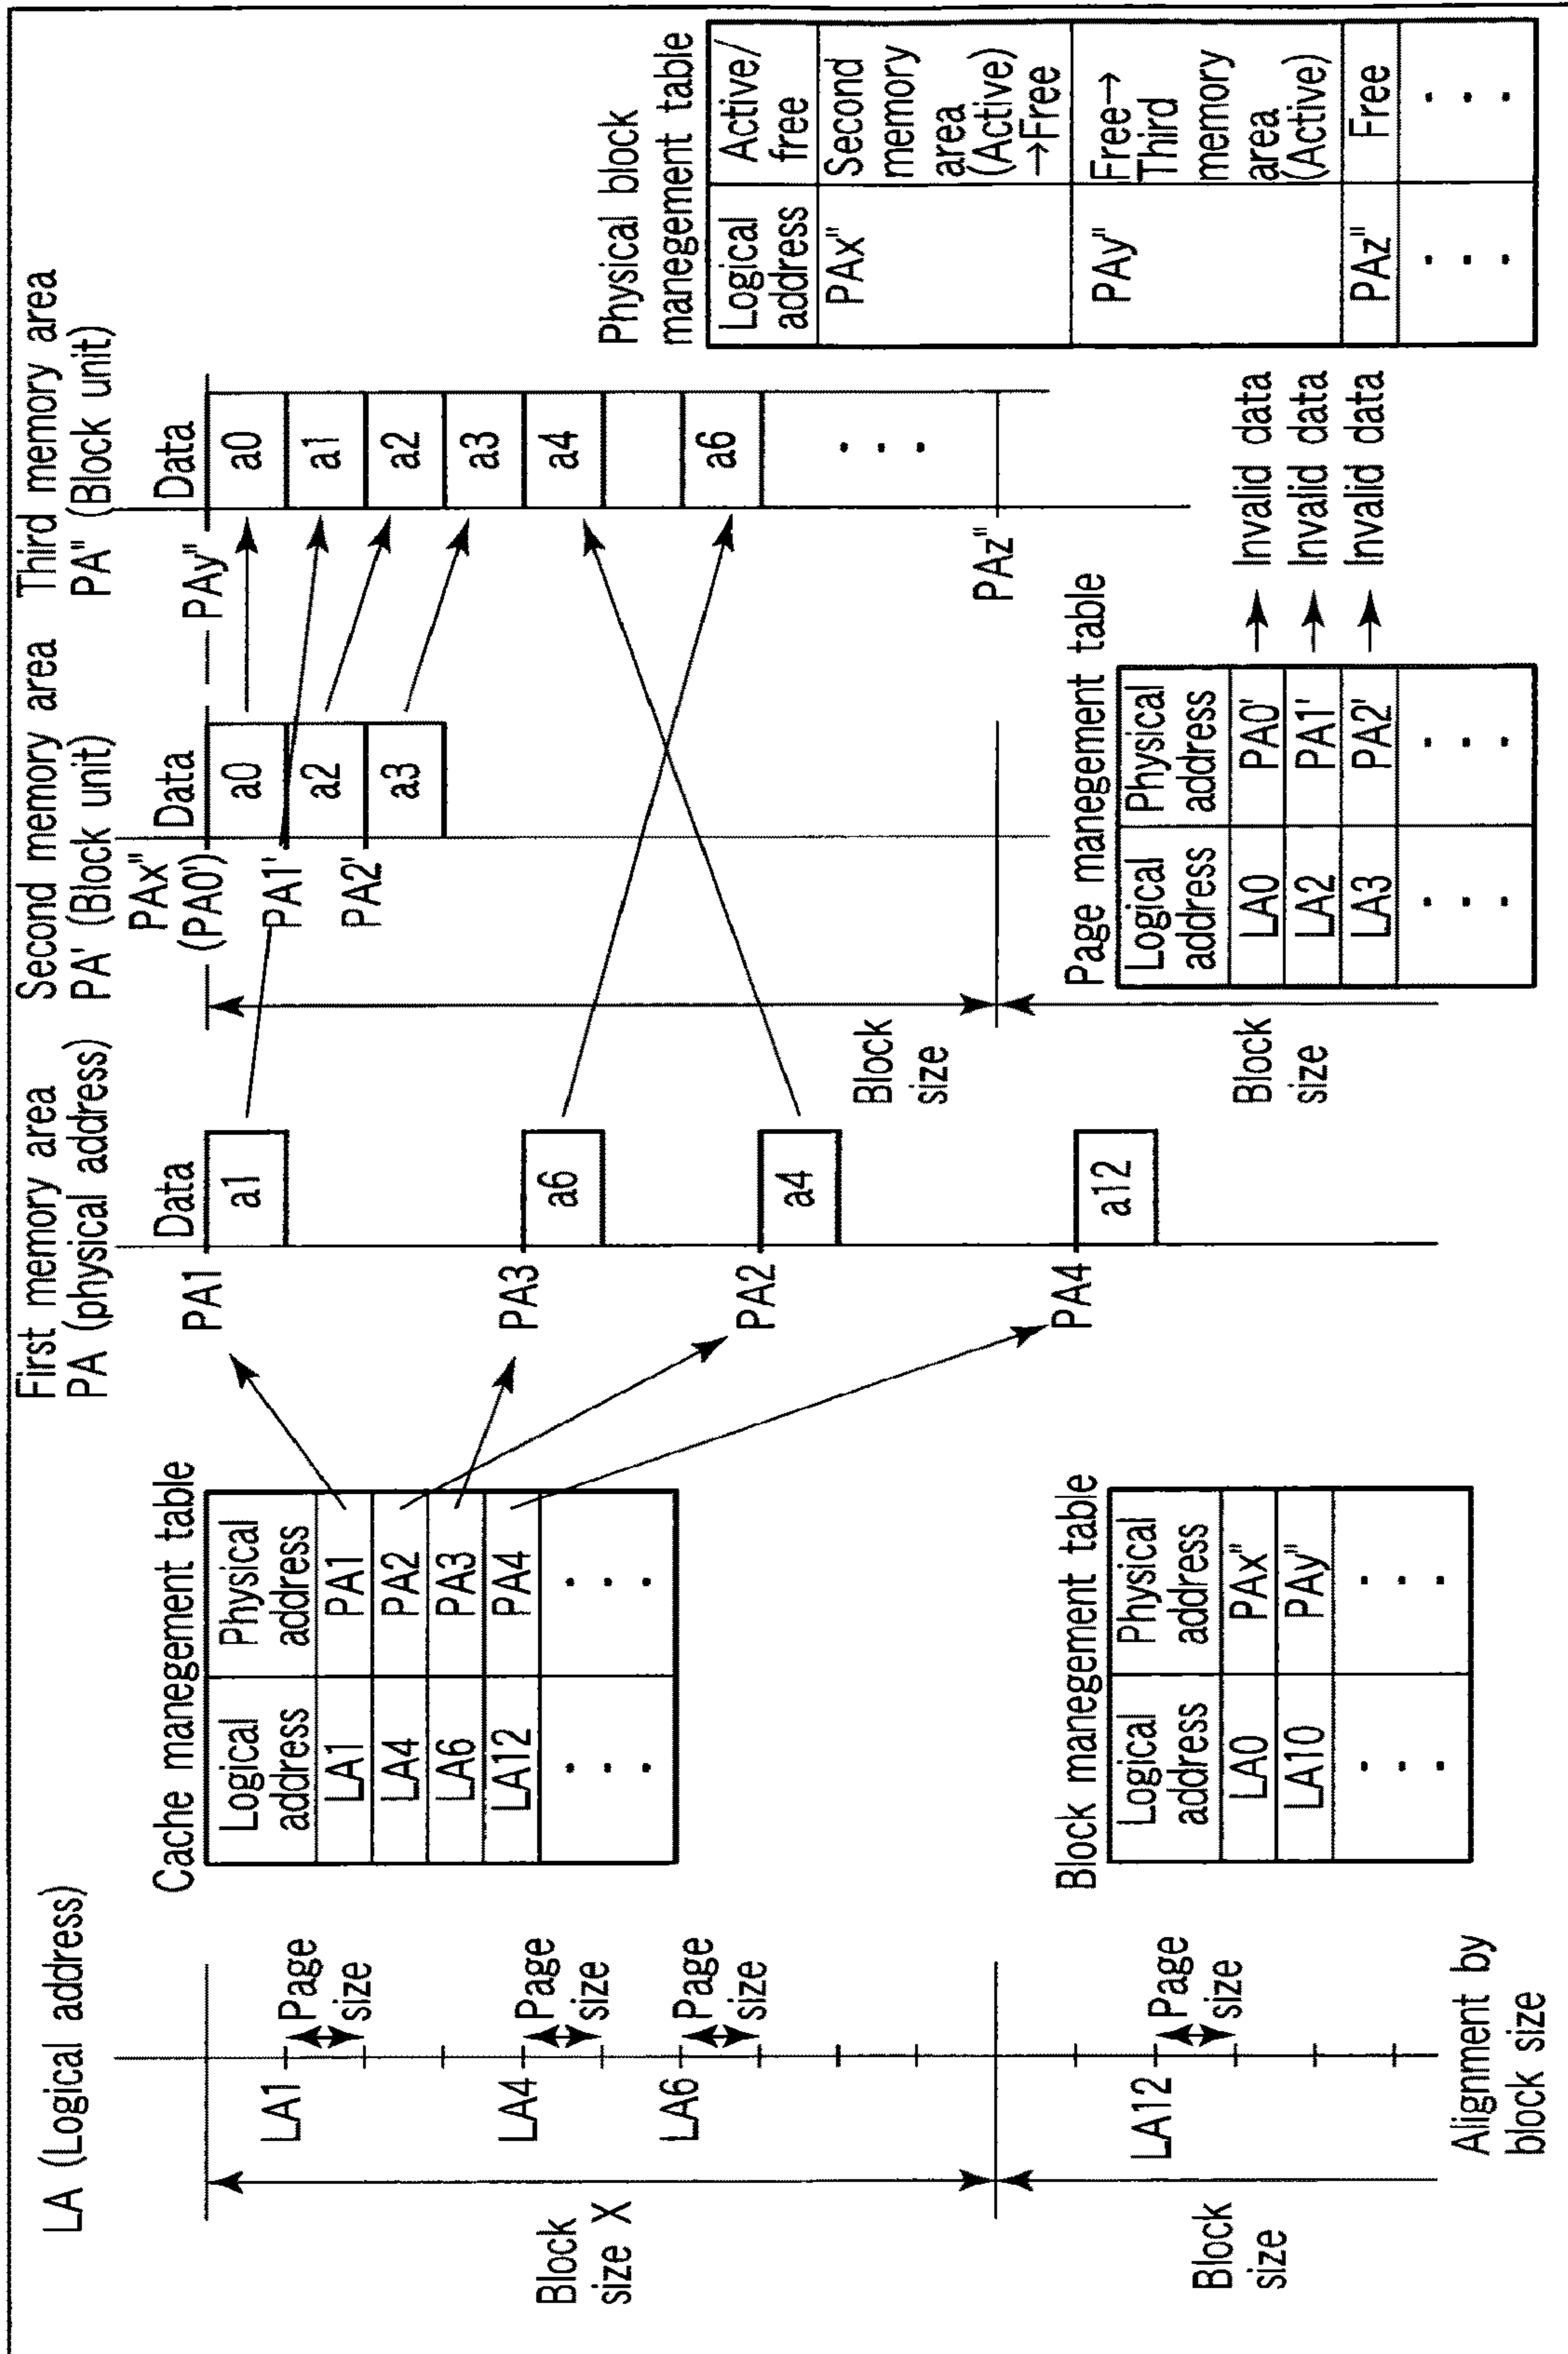 LA (Logical address)
LA1
Page
size
LA4
Page
size
LA6
Page
size
LA12
Page
size
Block
size X
Block
size
Alignment by
block size
Cache manegement table
Logical
address
Physical
address
LA1
PA1
LA4
PA2
LA6
PA3
LA12
PA4
Block manegement table
Logical
address
Physical
address
LA0
PAx"
LA10
PAy"
First memory area
PA (physical address)
Data
PA1
a1
PA3
a6
PA2
a4
PA4
a12
Second memory area
PA' (Block unit)
Data
PAx"
(PA0')
a0
PA1'
a2
PA2'
a3
Block
size
Block
size
Page manegement table
Logical
address
Physical
address
LA0
PA0'
→ Invalid data
LA2
PA1'
→ Invalid data
LA3
PA2'
→ Invalid data
Third memory area
PA" (Block unit)
Data
PAy"
a0
a1
a2
a3
a4
a6
PAz"
Physical block
manegement table
Logical
address
Active/
free
PAx"
Second
memory
area
(Active)
→Free
PAy"
Free→
Third
memory
area
(Active)
PAz"
Free